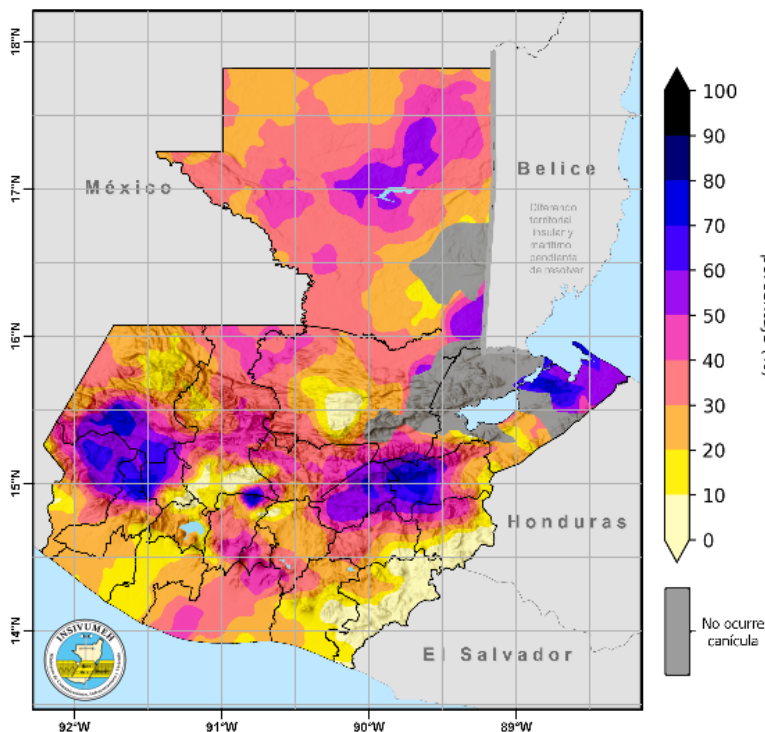 18°N
17°N
16°N
15°N
14°N
92°W
91°W
90°W
89°W
México
Belice
Diferendo
territorial
insular y
marítimo
pendiente
de resolver
Honduras
El Salvador
INSIVUMEH
100
90
80
70
60
50
40
30
20
10
0
No ocurre
canícula